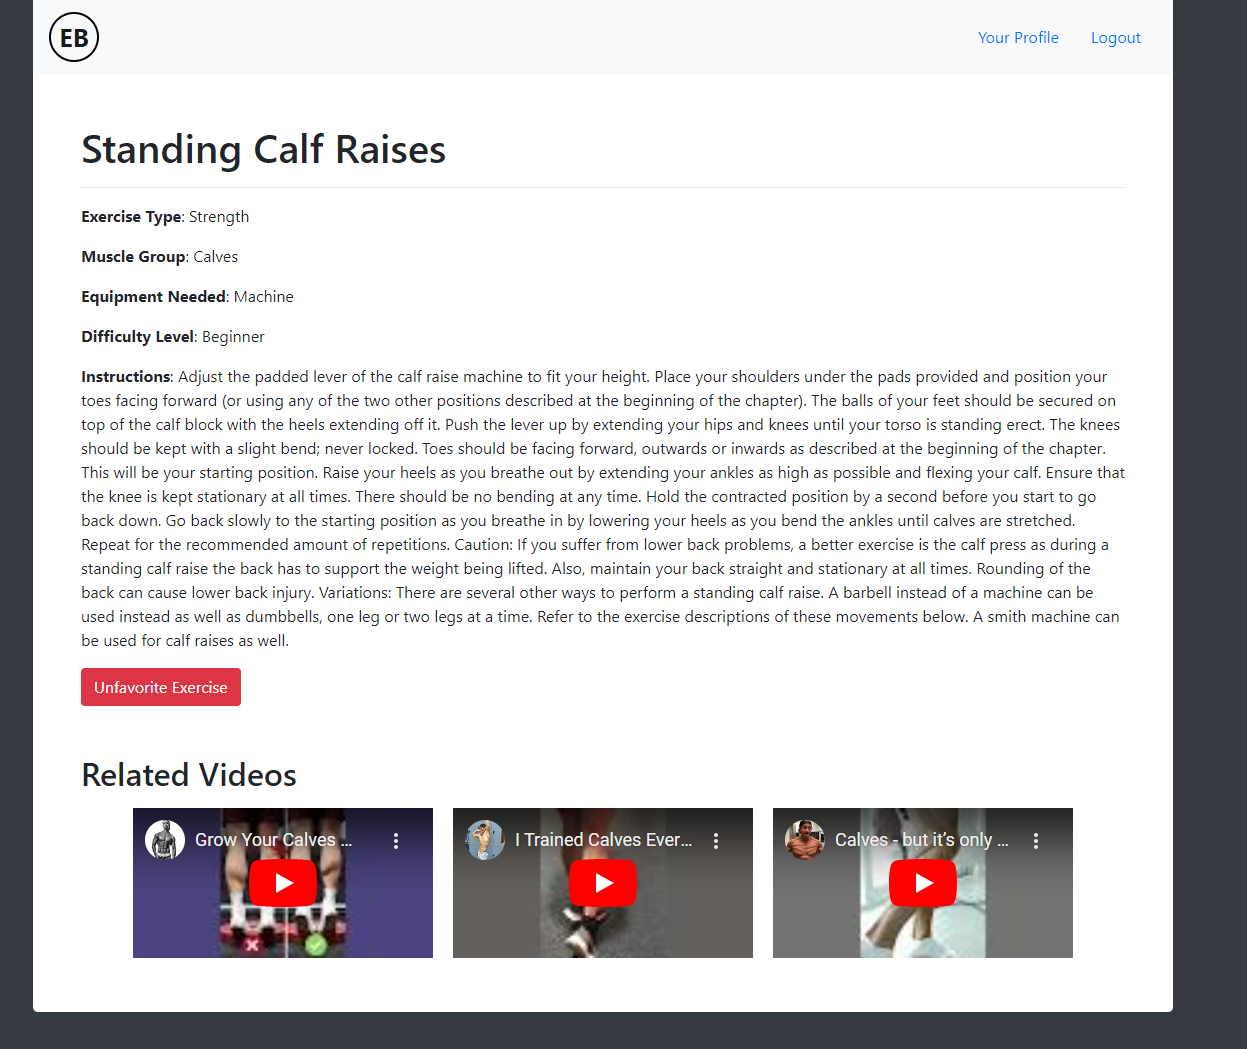 EB
Your Profile
Logout
Standing Calf Raises
Exercise Type: Strength
Muscle Group: Calves
Equipment Needed: Machine
Difficulty Level: Beginner
Instructions: Adjust the padded lever of the calf raise machine to fit your height. Place your shoulders under the pads provided and position your
toes facing forward (or using any of the two other positions described at the beginning of the chapter). The balls of your feet should be secured on
top of the calf block with the heels extending off it. Push the lever up by extending your hips and knees until your torso is standing erect. The knees
should be kept with a slight bend; never locked. Toes should be facing forward, outwards or inwards as described at the beginning of the chapter.
This will be your starting position. Raise your heels as you breathe out by extending your ankles as high as possible and flexing your calf. Ensure that
the knee is kept stationary at all times. There should be no bending at any time. Hold the contracted position by a second before you start to go
back down. Go back slowly to the starting position as you breathe in by lowering your heels as you bend the ankles until calves are stretched.
Repeat for the recommended amount of repetitions. Caution: If you suffer from lower back problems, a better exercise is the calf press as during a
standing calf raise the back has to support the weight being lifted. Also, maintain your back straight and stationary at all times. Rounding of the
back can cause lower back injury. Variations: There are several other ways to perform a standing calf raise. A barbell instead of a machine can be
used instead as well as dumbbells, one leg or two legs at a time. Refer to the exercise descriptions of these movements below. A smith machine can
be used for calf raises as well.
Unfavorite Exercise
Related Videos
Grow Your Calves ...
I Trained Calves Ever...
Calves - but it's only ...